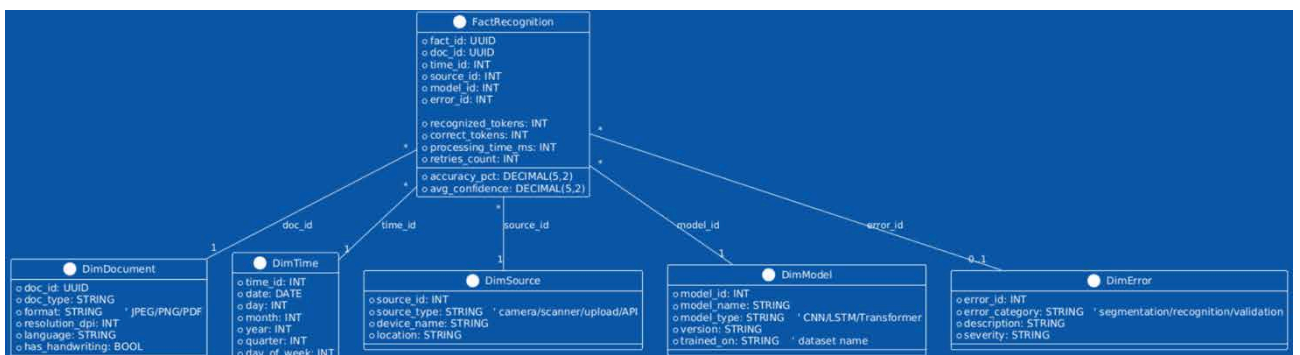 FactRecognition
fact_id: UUID
doc_id: UUID
time_id: INT
source_id: INT
model_id: INT
error_id: INT
recognized_tokens: INT
correct_tokens: INT
processing_time_ms: INT
retries_count: INT
accuracy_pct: DECIMAL(5,2)
avg_confidence: DECIMAL(5,2)
*
*
*
*
*
doc_id
time_id
source_id
model_id
error_id
1
1
1
1
0..1
DimDocument
doc_id: UUID
doc_type: STRING
format: STRING ' JPEG/PNG/PDF
resolution_dpi: INT
language: STRING
has_handwriting: BOOL
DimTime
time_id: INT
date: DATE
day: INT
month: INT
year: INT
quarter: INT
day_of_week: INT
DimSource
source_id: INT
source_type: STRING ' camera/scanner/upload/API
device_name: STRING
location: STRING
DimModel
model_id: INT
model_name: STRING
model_type: STRING ' CNN/LSTM/Transformer
version: STRING
trained_on: STRING ' dataset name
DimError
error_id: INT
error_category: STRING ' segmentation/recognition/validation
description: STRING
severity: STRING